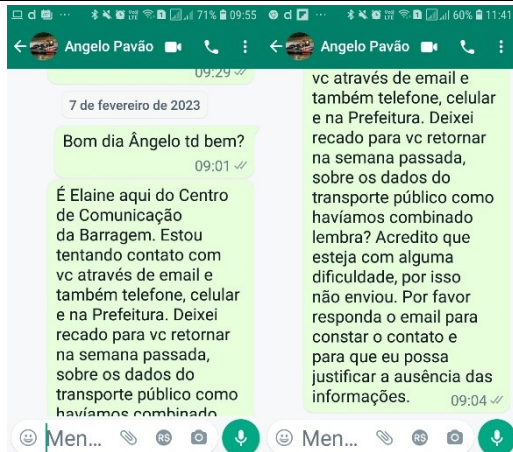 71% 09:55
Angelo Pavão
09:29
7 de fevereiro de 2023
Bom dia Ângelo td bem?
09:01
É Elaine aqui do Centro
de Comunicação
da Barragem. Estou
tentando contato com
vc através de email e
também telefone, celular
e na Prefeitura. Deixei
recado para vc retornar
na semana passada,
sobre os dados do
transporte público como
havíamos combinado
Men...
R$
60% 11:41
Angelo Pavão
vc através de email e
também telefone, celular
e na Prefeitura. Deixei
recado para vc retornar
na semana passada,
sobre os dados do
transporte público como
havíamos combinado
lembra? Acredito que
esteja com alguma
dificuldade, por isso
não enviou. Por favor
responda o email para
constar o contato e
para que eu possa
justificar a ausência das
informações.
09:04
Men...
R$